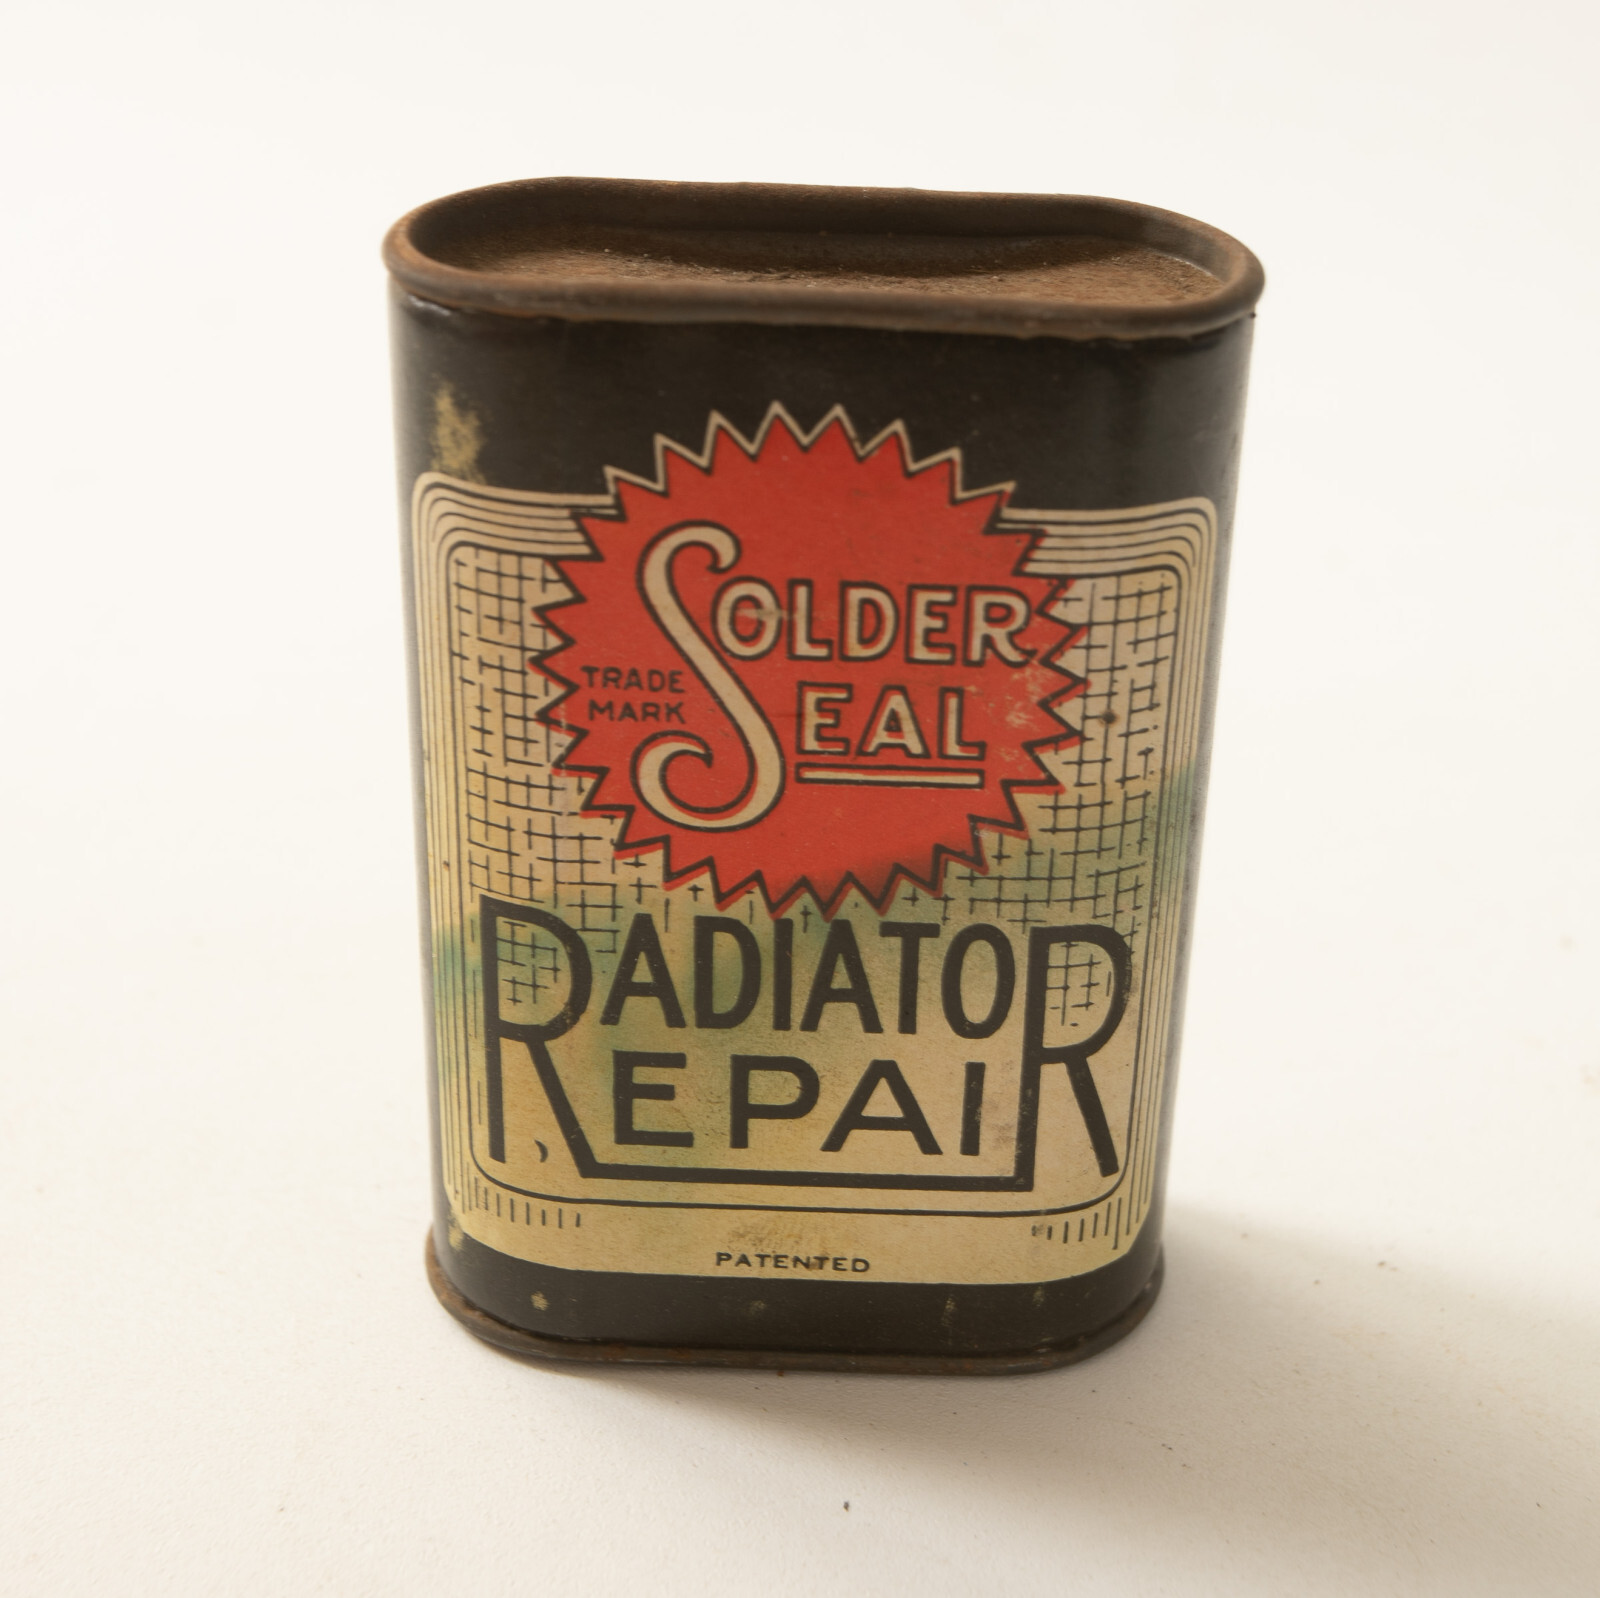 SOLDER
SEAL
TRADE
MARK
RADIATOR
REPAIR
PATENTED